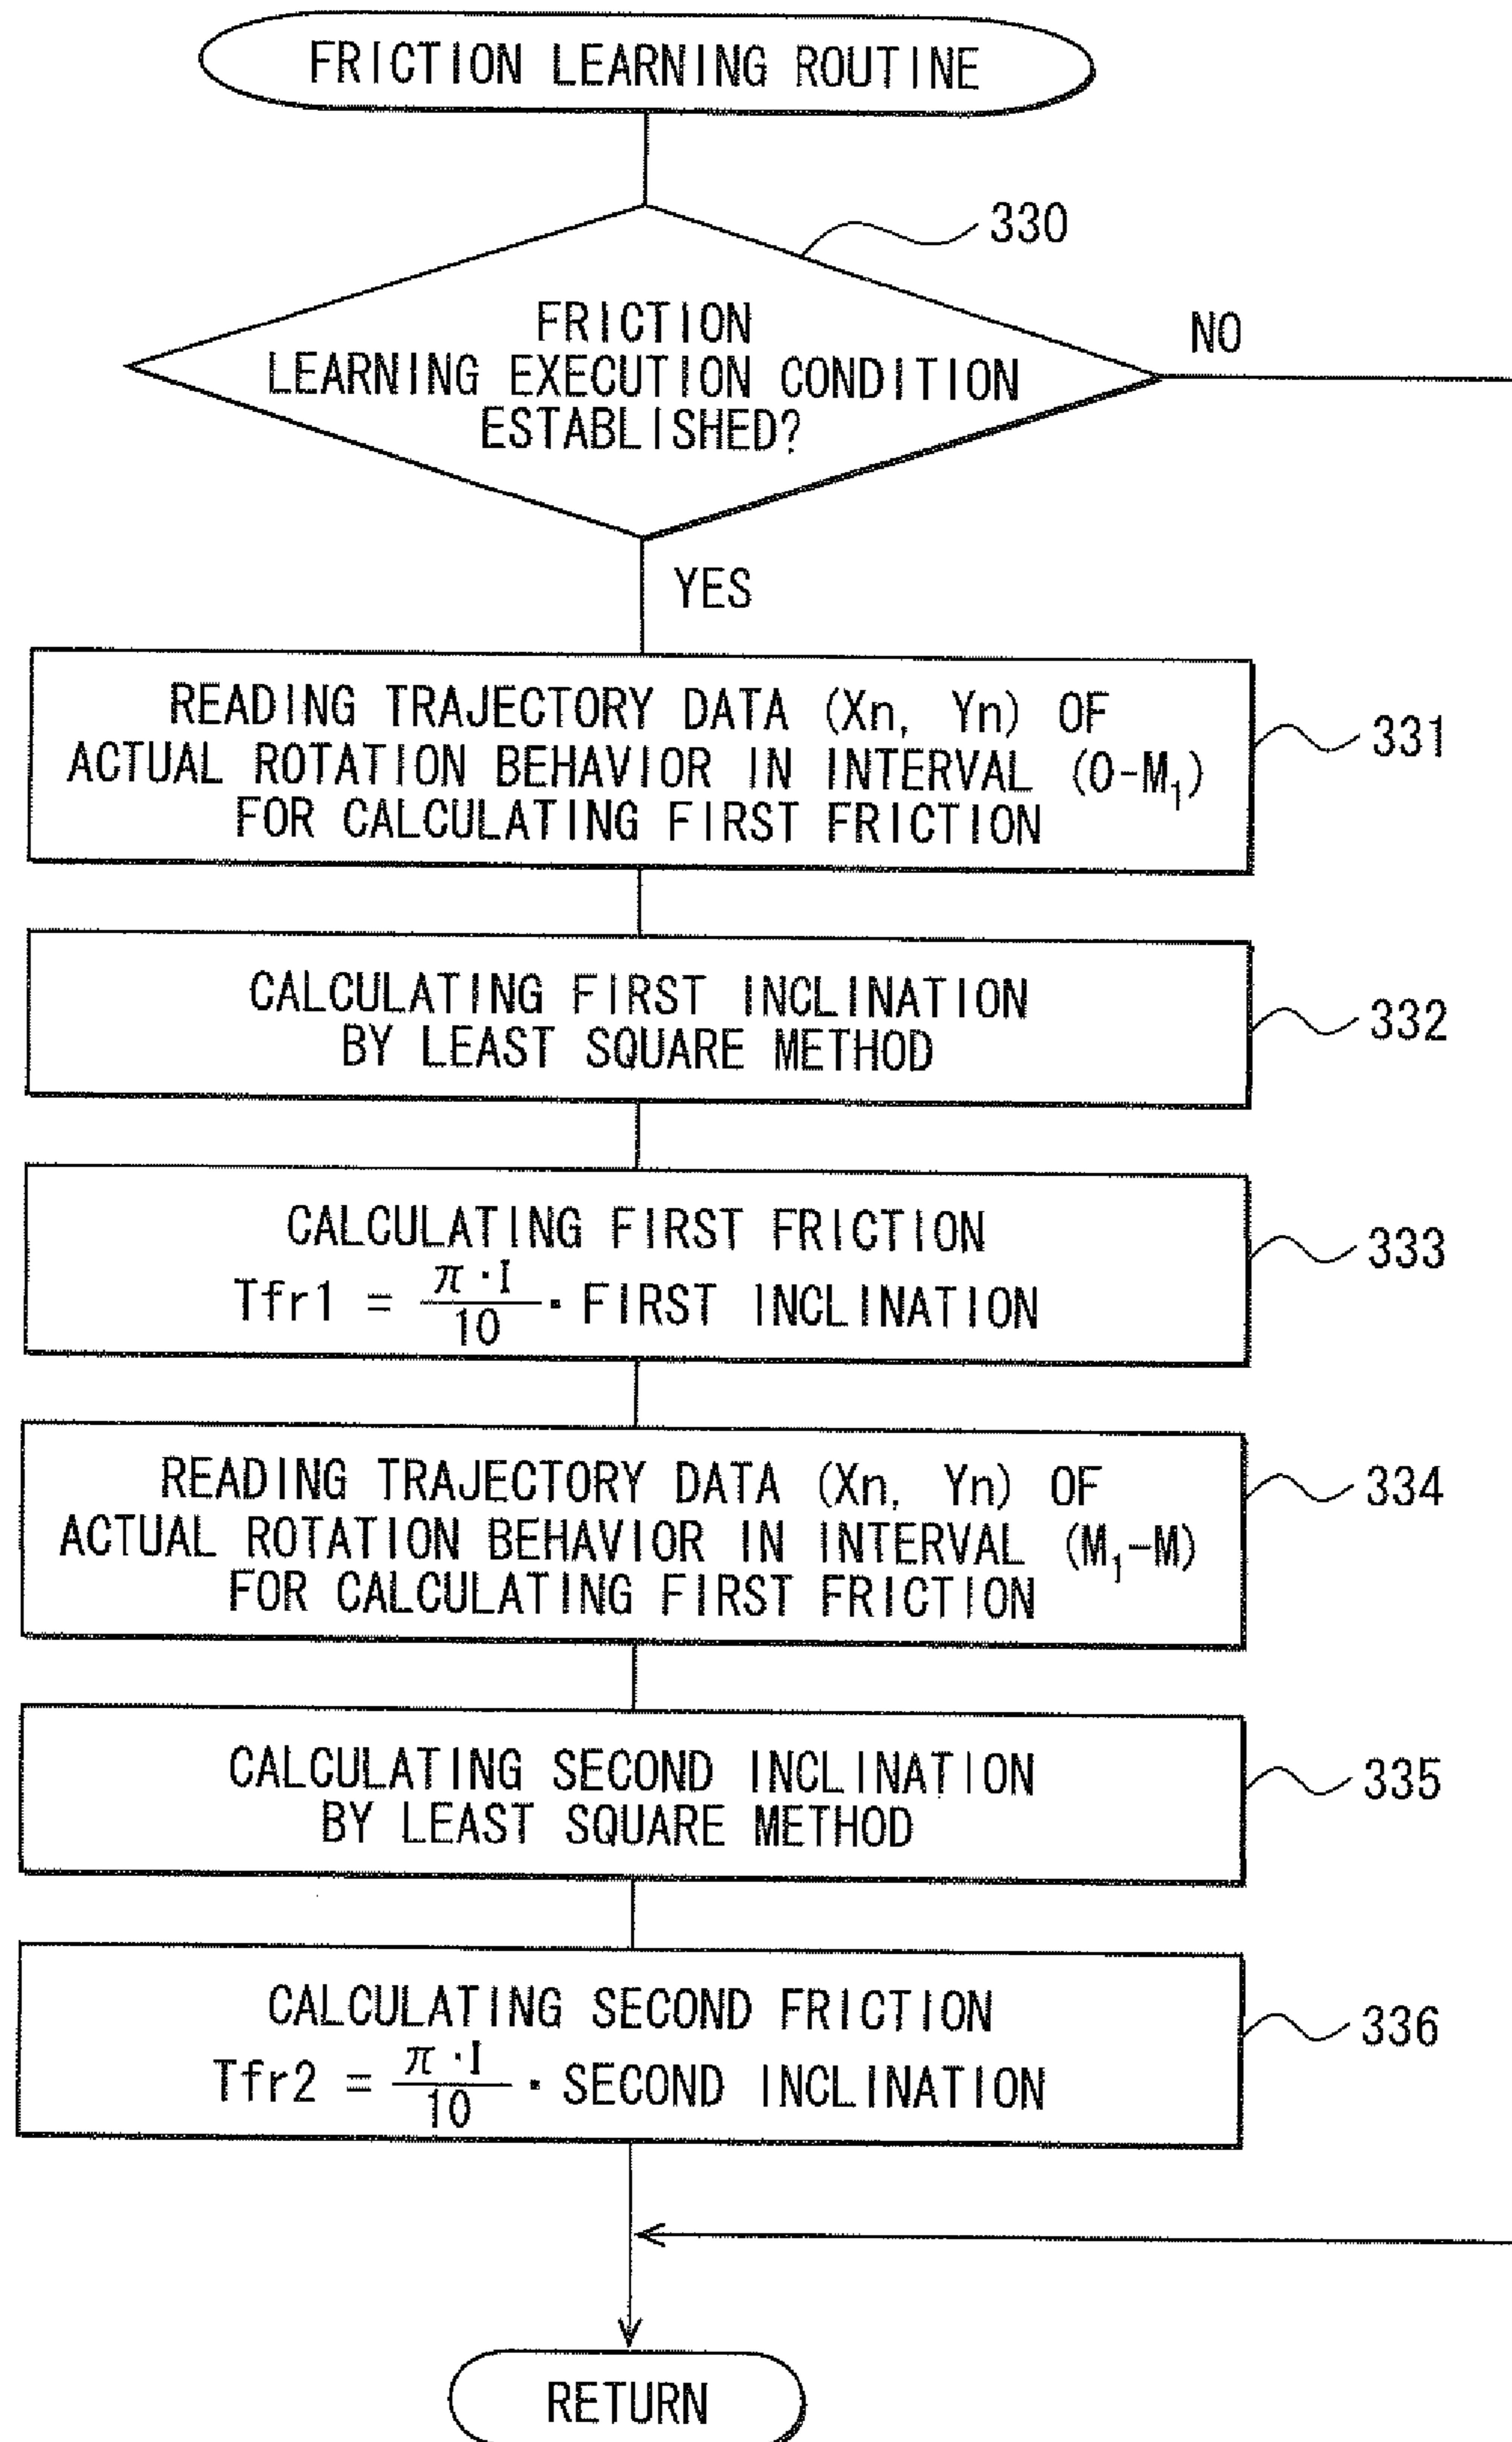 FRICTION LEARNING ROUTINE
330
FRICTION
LEARNING EXECUTION CONDITION
ESTABLISHED?
NO
YES
READING TRAJECTORY DATA (Xn, Yn) OF
ACTUAL ROTATION BEHAVIOR IN INTERVAL (0-M₁)
FOR CALCULATING FIRST FRICTION
331
CALCULATING FIRST INCLINATION
BY LEAST SQUARE METHOD
332
CALCULATING FIRST FRICTION
Tfr1 = π·I/10 · FIRST INCLINATION
333
READING TRAJECTORY DATA (Xn, Yn) OF
ACTUAL ROTATION BEHAVIOR IN INTERVAL (M₁-M)
FOR CALCULATING FIRST FRICTION
334
CALCULATING SECOND INCLINATION
BY LEAST SQUARE METHOD
335
CALCULATING SECOND FRICTION
Tfr2 = π·I/10 · SECOND INCLINATION
336
RETURN